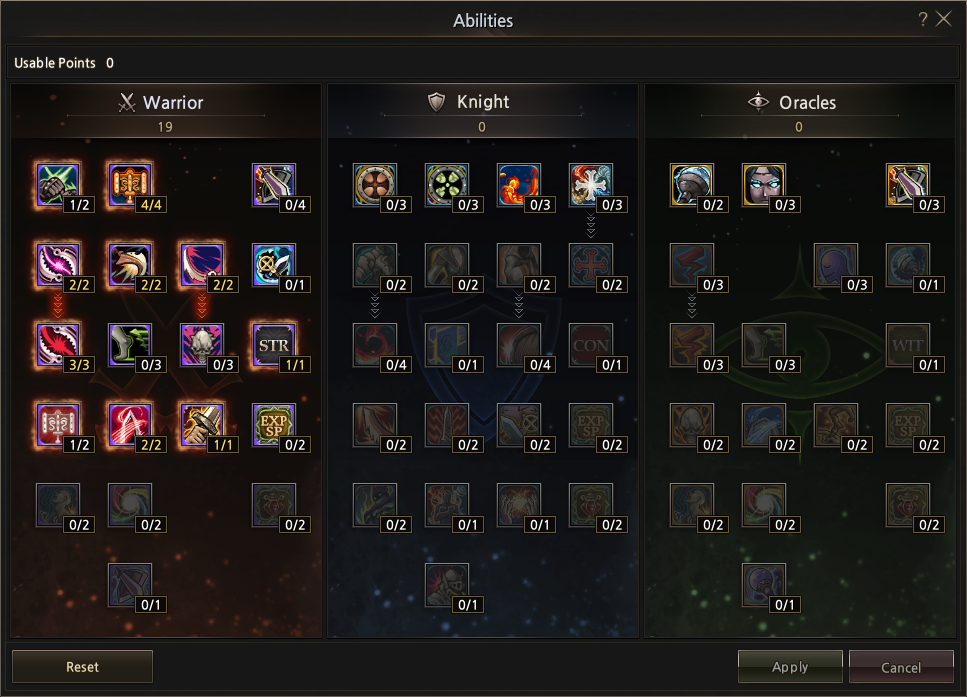 Abilities
?
Usable Points 0
Warrior
19
Knight
0
Oracles
0
1/2 4/4 0/4 0/3 0/3 0/3 0/3 0/2 0/3 0/3
2/2 2/2 2/2 0/1 0/2 0/2 0/2 0/2 0/3 0/3 0/1
STR CON WIT
3/3 0/3 0/3 1/1 0/4 0/1 0/4 0/1 0/3 0/3 0/1
EXP EXP EXP
SP SP SP
1/2 2/2 1/1 0/2 0/2 0/2 0/2 0/2 0/2 0/2 0/2 0/2
0/2 0/2 0/2 0/2 0/1 0/1 0/2 0/2 0/2 0/2
0/1 0/1 0/1
Reset Apply Cancel